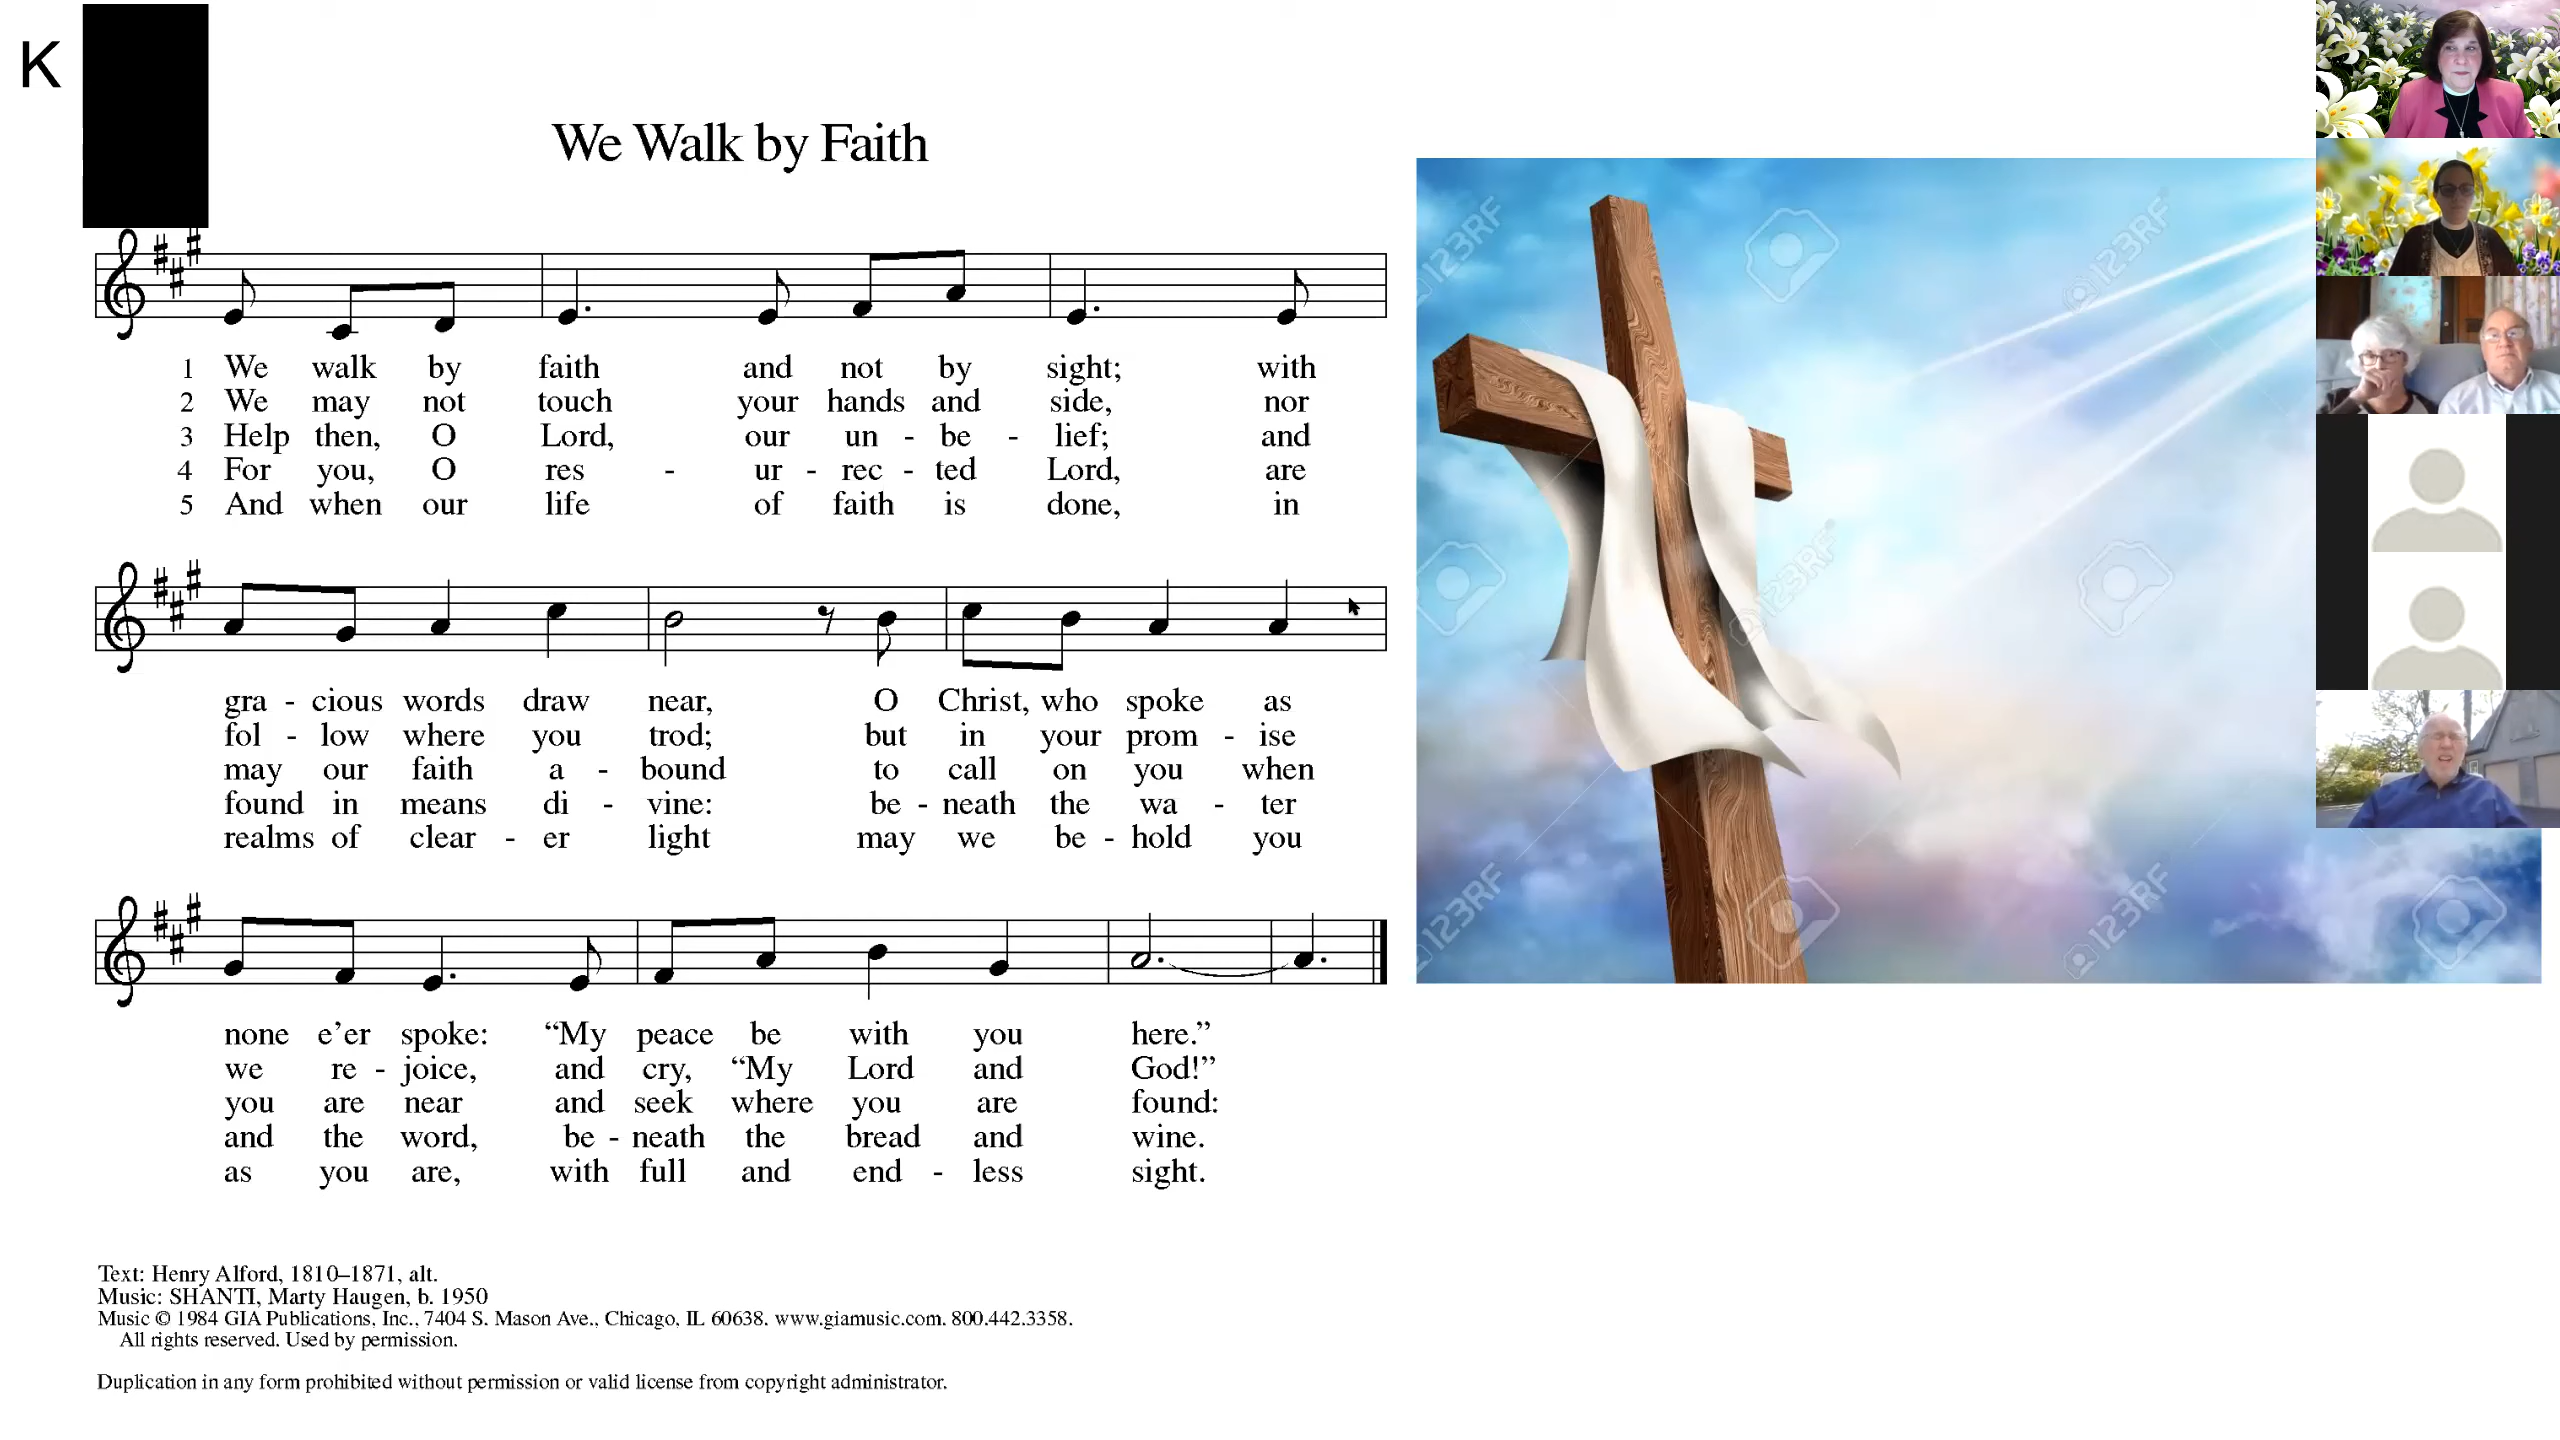 K
We Walk by Faith
1 We walk by faith and not by sight; with
2 We may not touch your hands and side, nor
3 Help then, O Lord, our un - be - lief; and
4 For you, O res - ur - rec - ted Lord, are
5 And when our life of faith is done, in
gra - cious words draw near, O Christ, who spoke as
fol - low where you trod; but in your prom - ise
may our faith a - bound to call on you when
found in means di - vine: be - neath the wa - ter
realms of clear - er light may we be - hold you
none e’er spoke: “My peace be with you here.”
we re - joice, and cry, “My Lord and God!”
you are near and seek where you are found:
and the word, be - neath the bread and wine.
as you are, with full and end - less sight.
Text: Henry Alford, 1810–1871, alt.
Music: SHANTI, Marty Haugen, b. 1950
Music © 1984 GIA Publications, Inc., 7404 S. Mason Ave., Chicago, IL 60638. www.giamusic.com. 800.442.3358.
All rights reserved. Used by permission.
Duplication in any form prohibited without permission or valid license from copyright administrator.
123RF
123RF
123RF
123RF
123RF